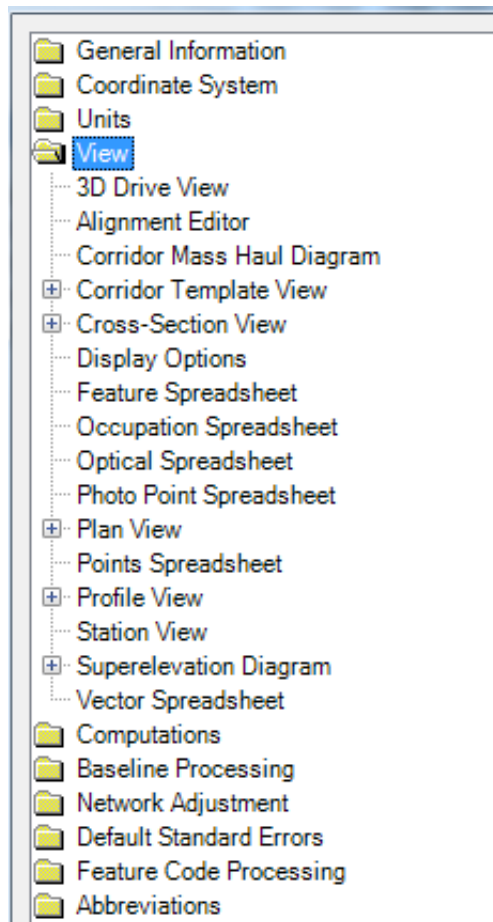 General Information
Coordinate System
Units
View
3D Drive View
Alignment Editor
Corridor Mass Haul Diagram
Corridor Template View
Cross-Section View
Display Options
Feature Spreadsheet
Occupation Spreadsheet
Optical Spreadsheet
Photo Point Spreadsheet
Plan View
Points Spreadsheet
Profile View
Station View
Superelevation Diagram
Vector Spreadsheet
Computations
Baseline Processing
Network Adjustment
Default Standard Errors
Feature Code Processing
Abbreviations